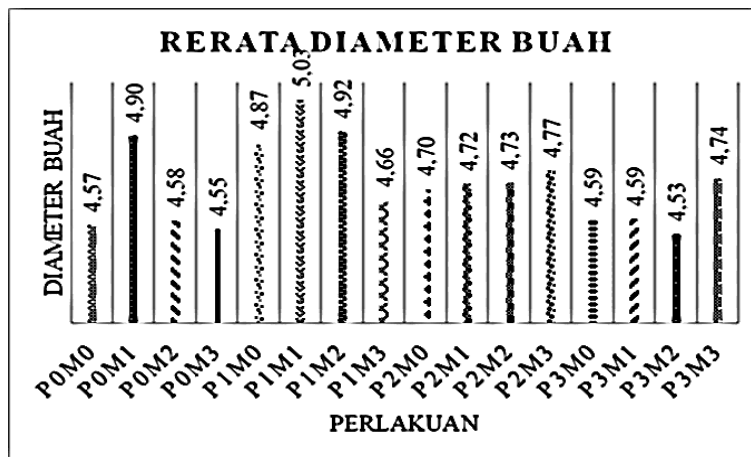 RERATA DIAMETER BUAH
DIAMETER BUAH
4,57
4,90
4,58
4,55
4,87
5,03
4,92
4,66
4,70
4,72
4,73
4,77
4,59
4,59
4,53
4,74
P0M0
P0M1
P0M2
P0M3
P1M0
P1M1
P1M2
P1M3
P2M0
P2M1
P2M2
P2M3
P3M0
P3M1
P3M2
P3M3
PERLAKUAN